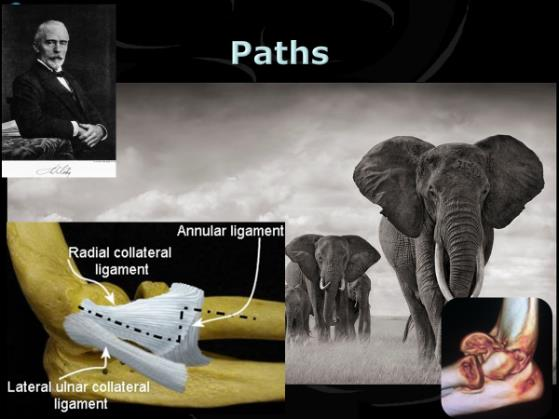 Paths
Annular ligament
Radial collateral
ligament
Lateral ulnar collateral
ligament